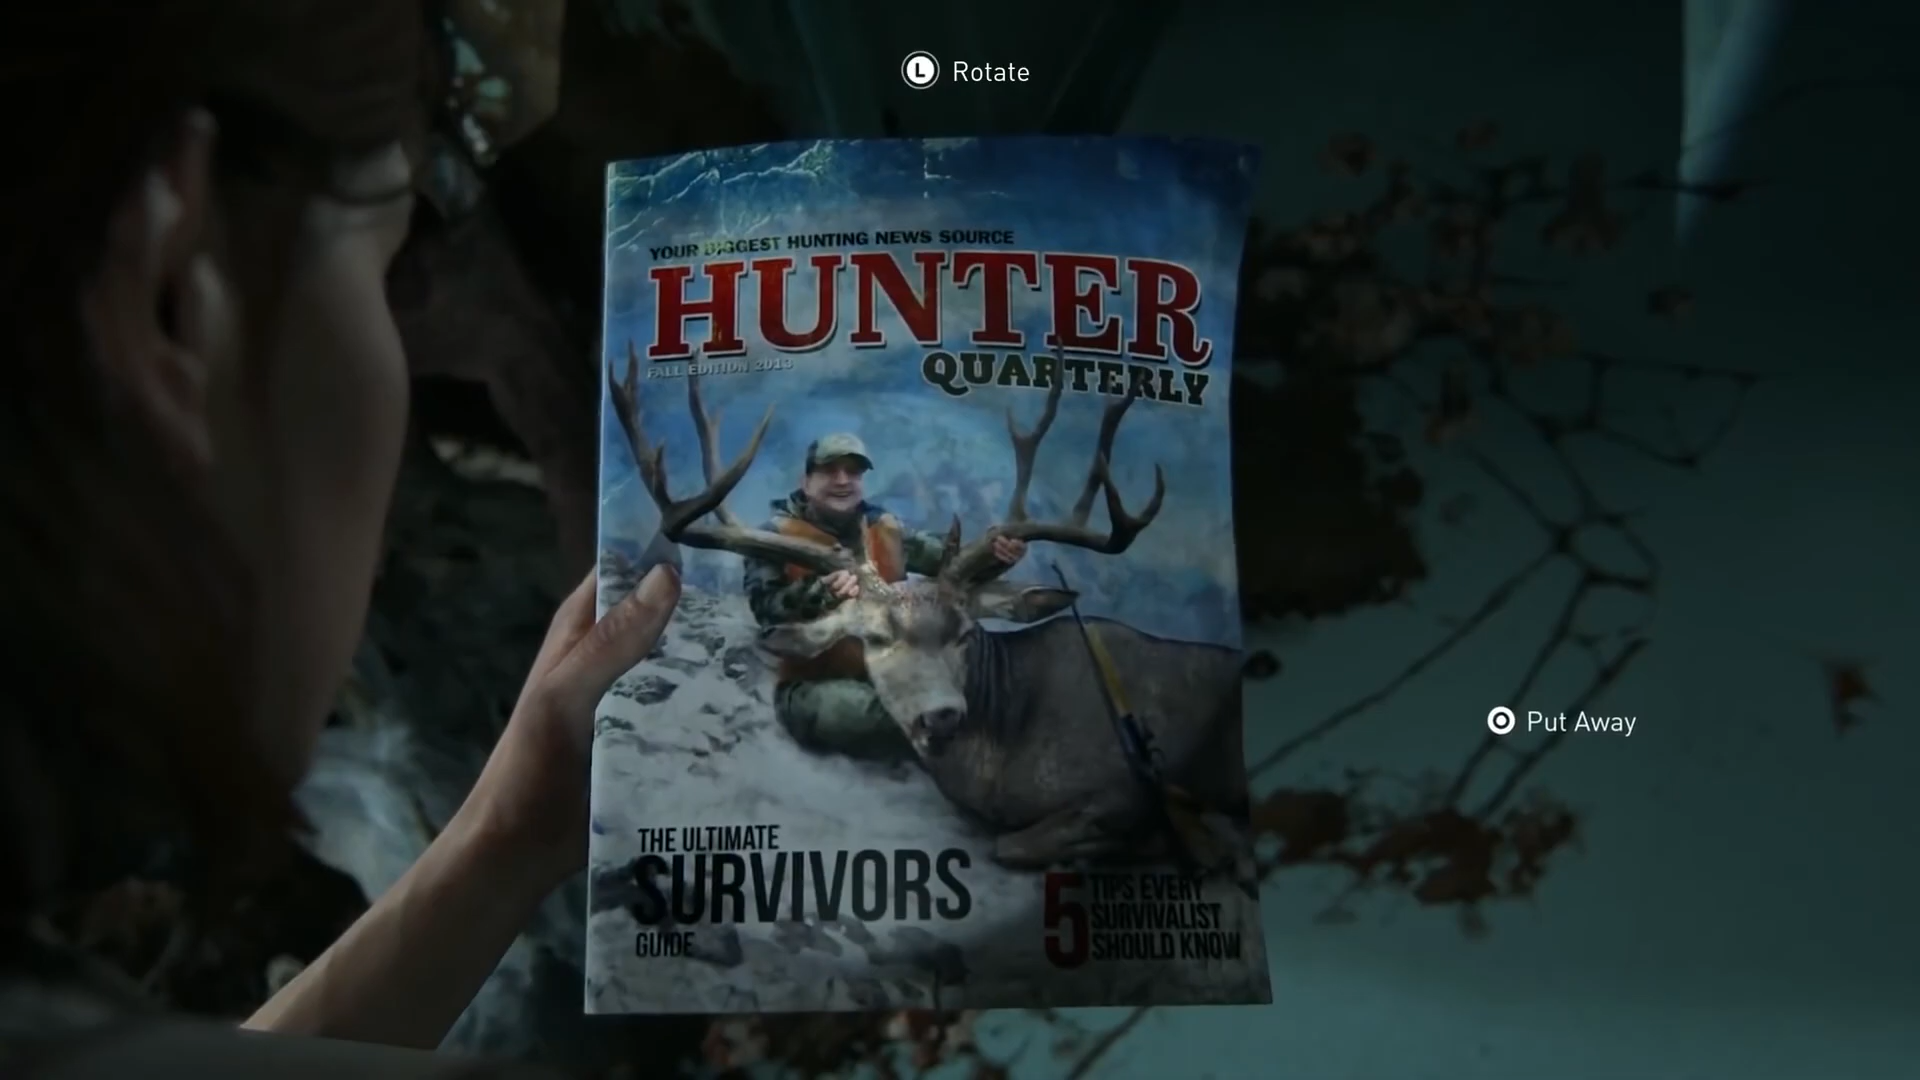 L Rotate
YOUR BIGGEST HUNTING NEWS SOURCE
HUNTER
QUARTERLY
FALL EDITION 2013
THE ULTIMATE
SURVIVORS
GUIDE
5 TIPS EVERY
SURVIVALIST
SHOULD KNOW
Put Away